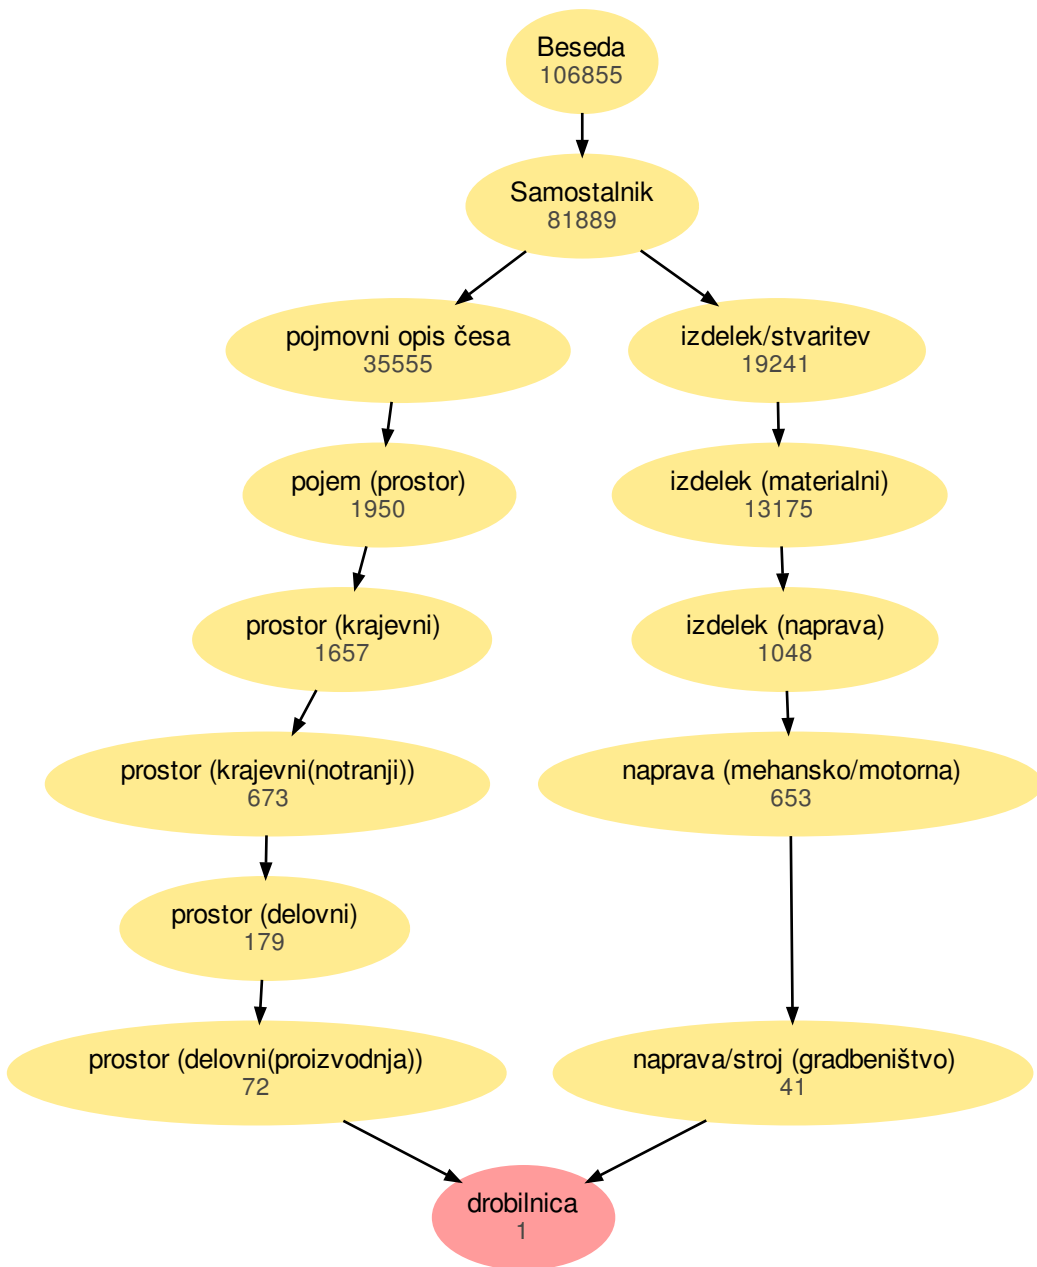 Beseda
106855
Samostalnik
81889
pojmovni opis česa
35555
izdelek/stvaritev
19241
pojem (prostor)
1950
izdelek (materialni)
13175
prostor (krajevni)
1657
izdelek (naprava)
1048
prostor (krajevni(notranji))
673
naprava (mehansko/motorna)
653
prostor (delovni)
179
prostor (delovni(proizvodnja))
72
naprava/stroj (gradbeništvo)
41
drobilnica
1